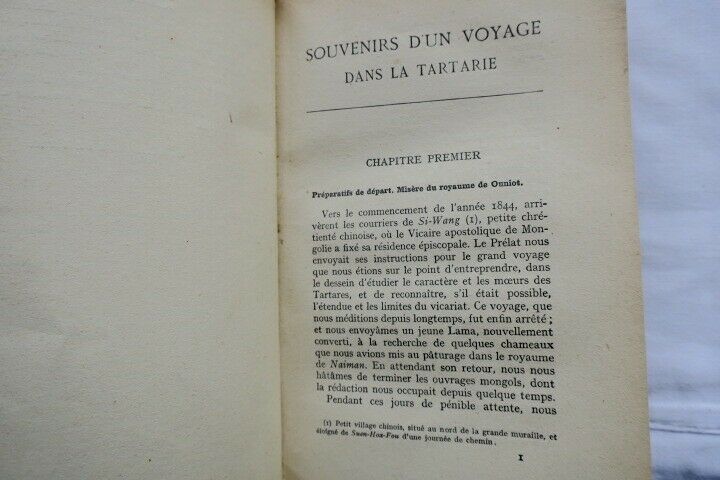 SOUVENIRS D'UN VOYAGE
DANS LA TARTARIE
CHAPITRE PREMIER
Préparatifs de départ. Misère du royaume de Ouniot.
Vers le commencement de l'année 1844, arri-
vèrent les courriers de Si-Wang (1), petite chré-
tienté chinoise, où le Vicaire apostolique de Mon-
golie a fixé sa résidence épiscopale. Le Prélat nous
envoyait ses instructions pour le grand voyage
que nous étions sur le point d'entreprendre, dans
le dessein d'étudier le caractère et les mœurs des
Tartares, et de reconnaître, s'il était possible,
l'étendue et les limites du vicariat. Ce voyage, que
nous méditions depuis longtemps, fut enfin arrêté ;
et nous envoyâmes un jeune Lama, nouvellement
converti, à la recherche de quelques chameaux
que nous avions mis au pâturage dans le royaume
de Naiman. En attendant son retour, nous nous
hâtâmes de terminer les ouvrages mongols, dont
la rédaction nous occupait depuis quelque temps.
Pendant ces jours de pénible attente, nous
(1) Petit village chinois, situé au nord de la grande muraille, et
éloigné de Suen-Hoa-Fou d'une journée de chemin.
1